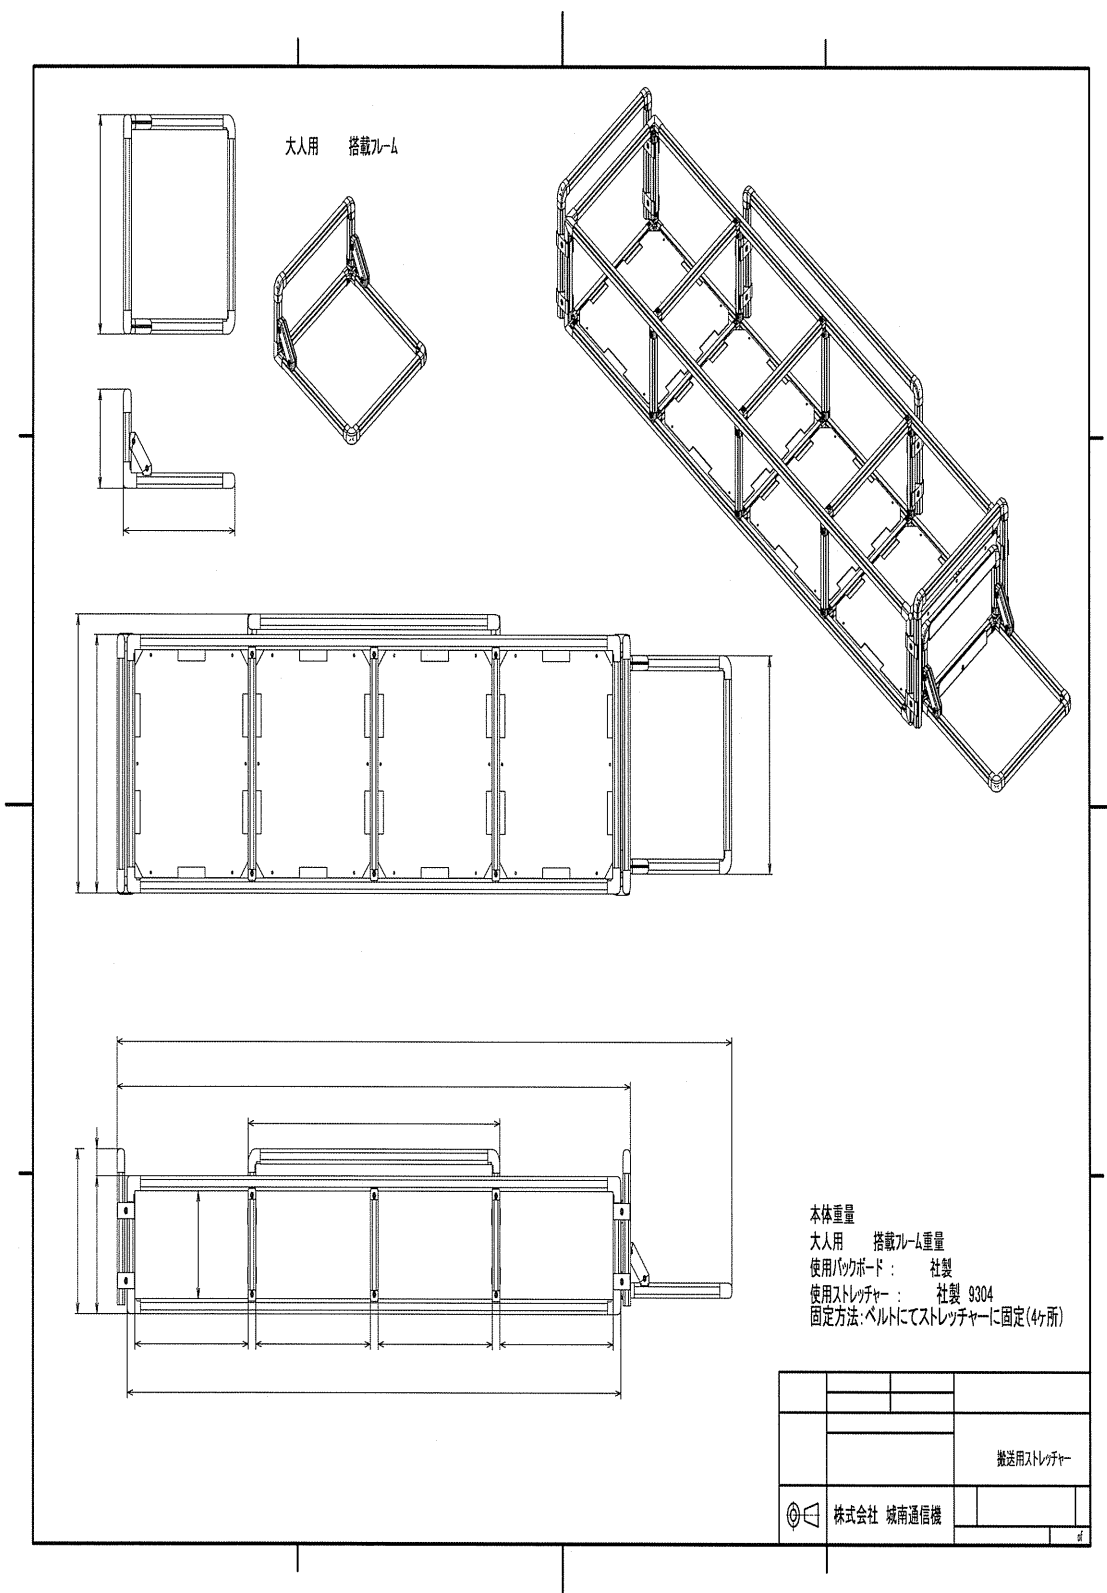 大人用 搭載フレーム
本体重量
大人用 搭載フレーム重量
使用バックボード : 社製
使用ストレッチャー : 社製 9304
固定方法:ベルトにてストレッチャーに固定(4ヶ所)
搬送用ストレッチャー
株式会社 城南通信機
of